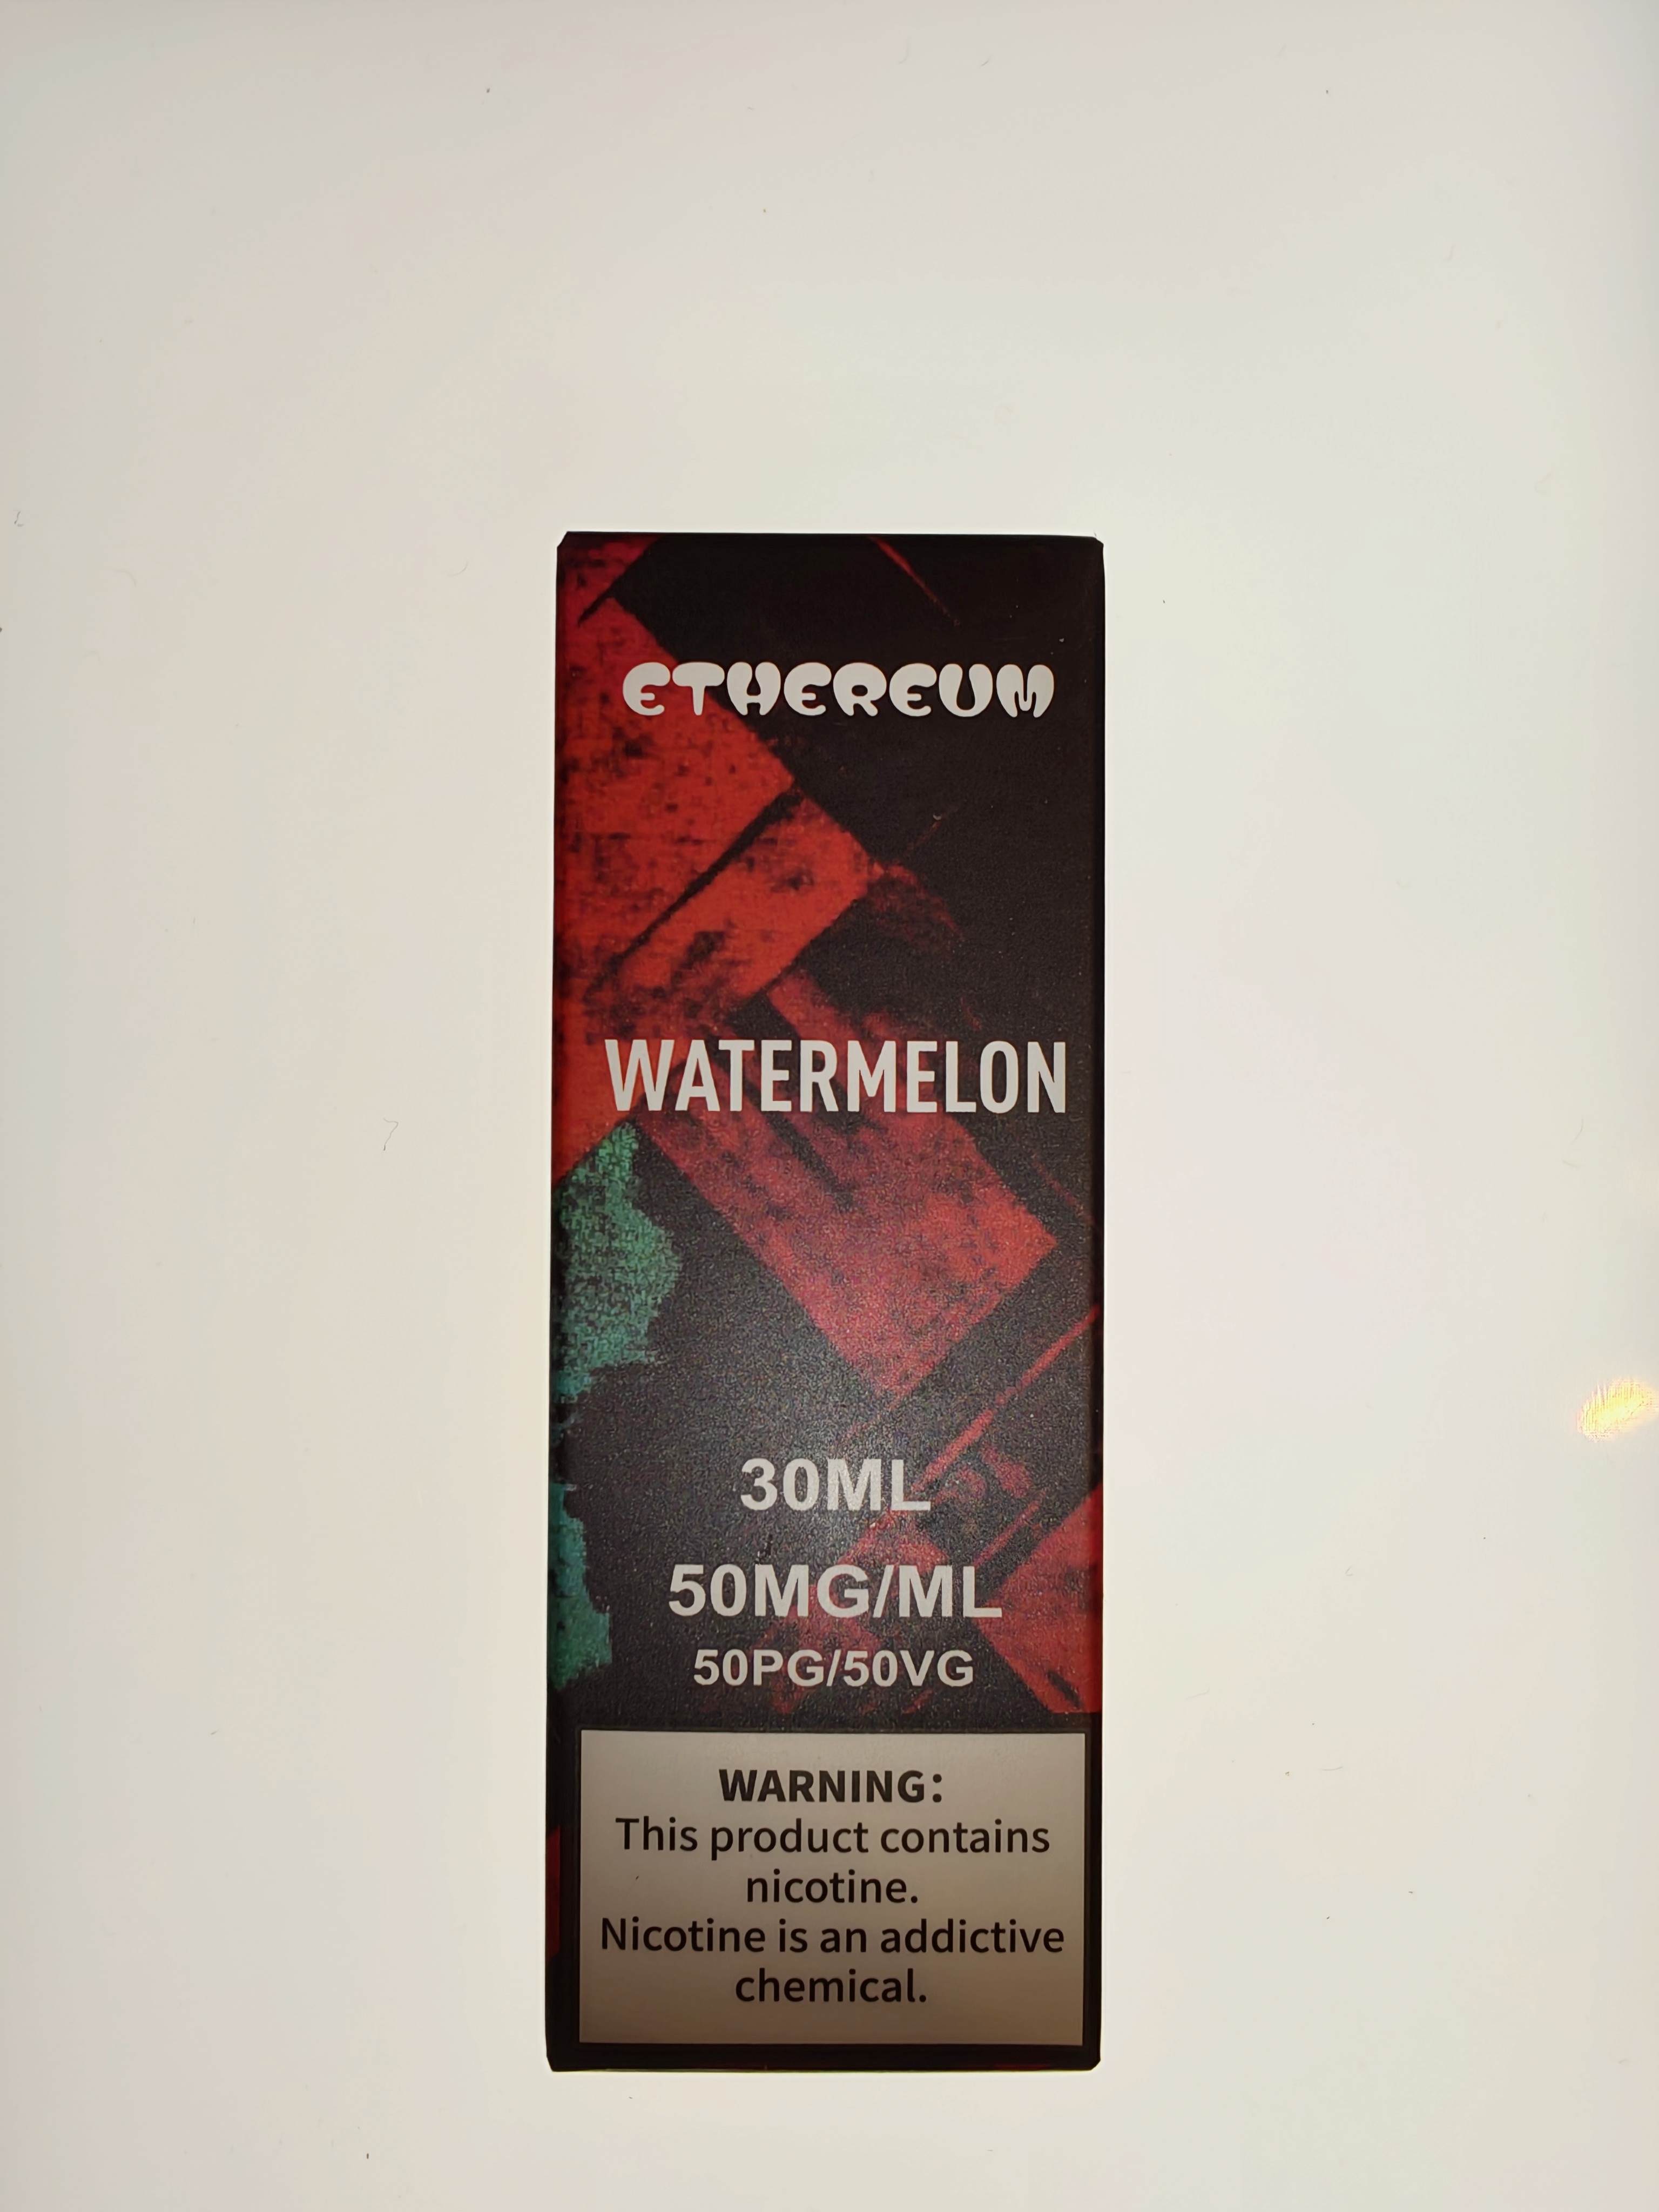 ETHEREUM
WATERMELON
30ML
50MG/ML
50PG/50VG
WARNING:
This product contains
nicotine.
Nicotine is an addictive
chemical.